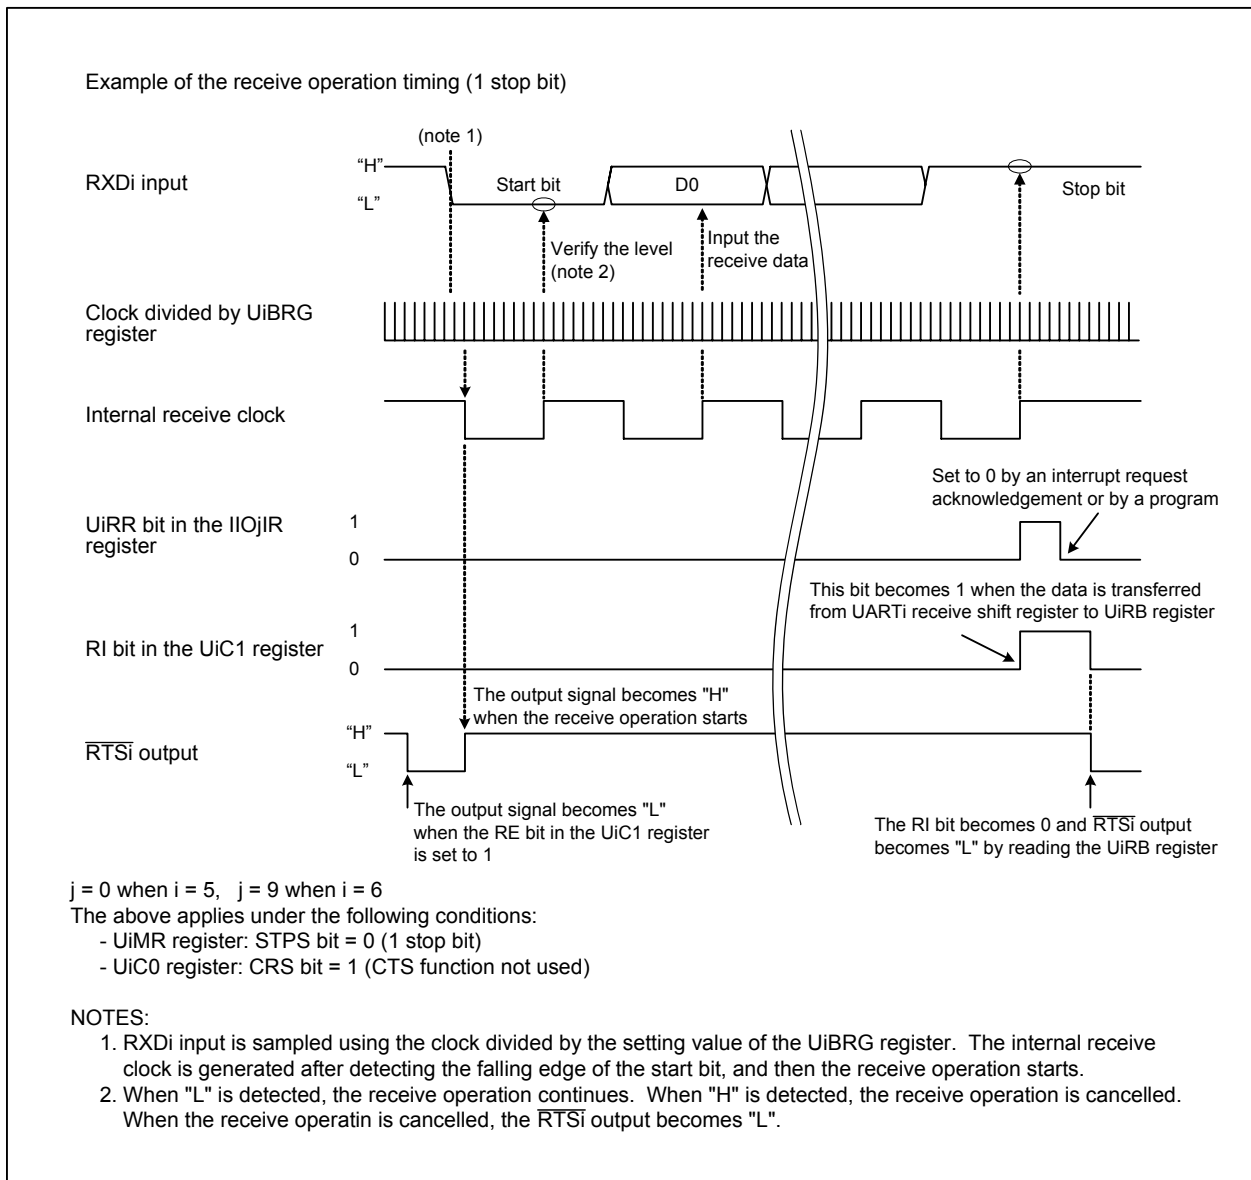 Example of the receive operation timing (1 stop bit)
(note 1)
RXDi input
“H”
“L”
Start bit
D0
Stop bit
Verify the level
(note 2)
Input the
receive data
Clock divided by UiBRG
register
Internal receive clock
Set to 0 by an interrupt request
acknowledgement or by a program
UiRR bit in the IIOjIR
register
1
0
This bit becomes 1 when the data is transferred
from UARTi receive shift register to UiRB register
RI bit in the UiC1 register
1
0
The output signal becomes "H"
when the receive operation starts
RTSi output
“H”
“L”
The output signal becomes "L"
when the RE bit in the UiC1 register
is set to 1
The RI bit becomes 0 and RTSi output
becomes "L" by reading the UiRB register
j = 0 when i = 5, j = 9 when i = 6
The above applies under the following conditions:
- UiMR register: STPS bit = 0 (1 stop bit)
- UiC0 register: CRS bit = 1 (CTS function not used)
NOTES:
1. RXDi input is sampled using the clock divided by the setting value of the UiBRG register. The internal receive
clock is generated after detecting the falling edge of the start bit, and then the receive operation starts.
2. When "L" is detected, the receive operation continues. When "H" is detected, the receive operation is cancelled.
When the receive operatin is cancelled, the RTSi output becomes "L".